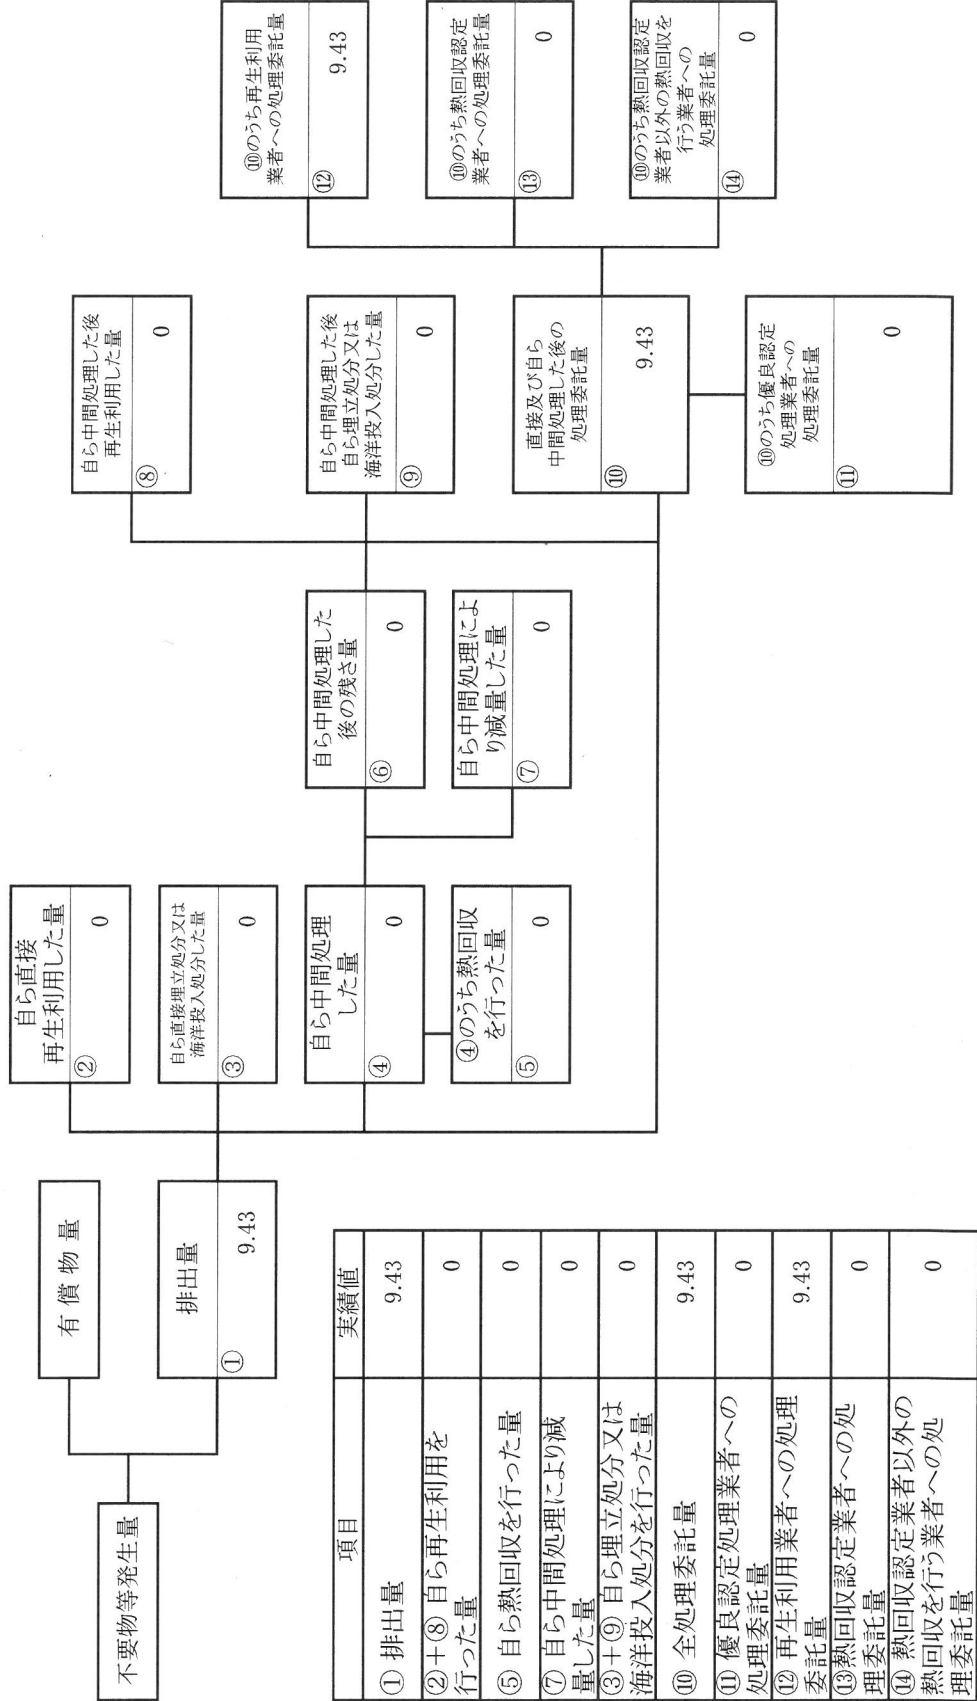 不要物等発生量
有償物量
排出量
①
9.43
自ら直接
再生利用した量
②
0
自ら直接埋立処分又は
海洋投入処分した量
③
0
自ら中間処理
した量
④
0
④のうち熱回収
を行った量
⑤
0
自ら中間処理した
後の残さ量
⑥
0
自ら中間処理によ
り減量した量
⑦
0
自ら中間処理した後
再生利用した量
⑧
0
自ら中間処理した後
自ら埋立処分又は
海洋投入処分した量
⑨
0
直接及び自ら
中間処理した後の
処理委託量
⑩
9.43
⑩のうち優良認定
処理業者への
処理委託量
⑪
0
⑩のうち再生利用
業者への処理委託量
⑫
9.43
⑩のうち熱回収認定
業者への処理委託量
⑬
0
⑩のうち熱回収認定
業者以外の熱回収を
行う業者への
処理委託量
⑭
0
項目 実績値
① 排出量 9.43
②+⑧ 自ら再生利用を
行った量 0
⑤ 自ら熱回収を行った量 0
⑦ 自ら中間処理により減
量した量 0
③+⑨ 自ら埋立処分又は
海洋投入処分を行った量 0
⑩ 全処理委託量 9.43
⑪ 優良認定処理業者への
処理委託量 0
⑫ 再生利用業者への処理
委託量 9.43
⑬熱回収認定業者への処
理委託量 0
⑭ 熱回収認定業者以外の
熱回収を行う業者への処
理委託量 0